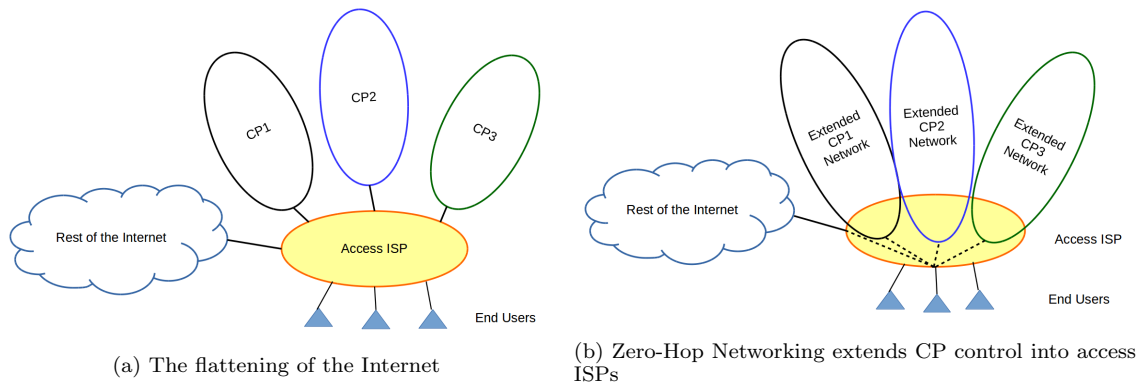 CP1
CP2
CP3
Rest of the Internet
Access ISP
End Users
(a) The flattening of the Internet
Extended
CP1
Network
Extended
CP2
Network
Extended
CP3
Network
Rest of the Internet
Access ISP
End Users
(b) Zero-Hop Networking extends CP control into access
ISPs